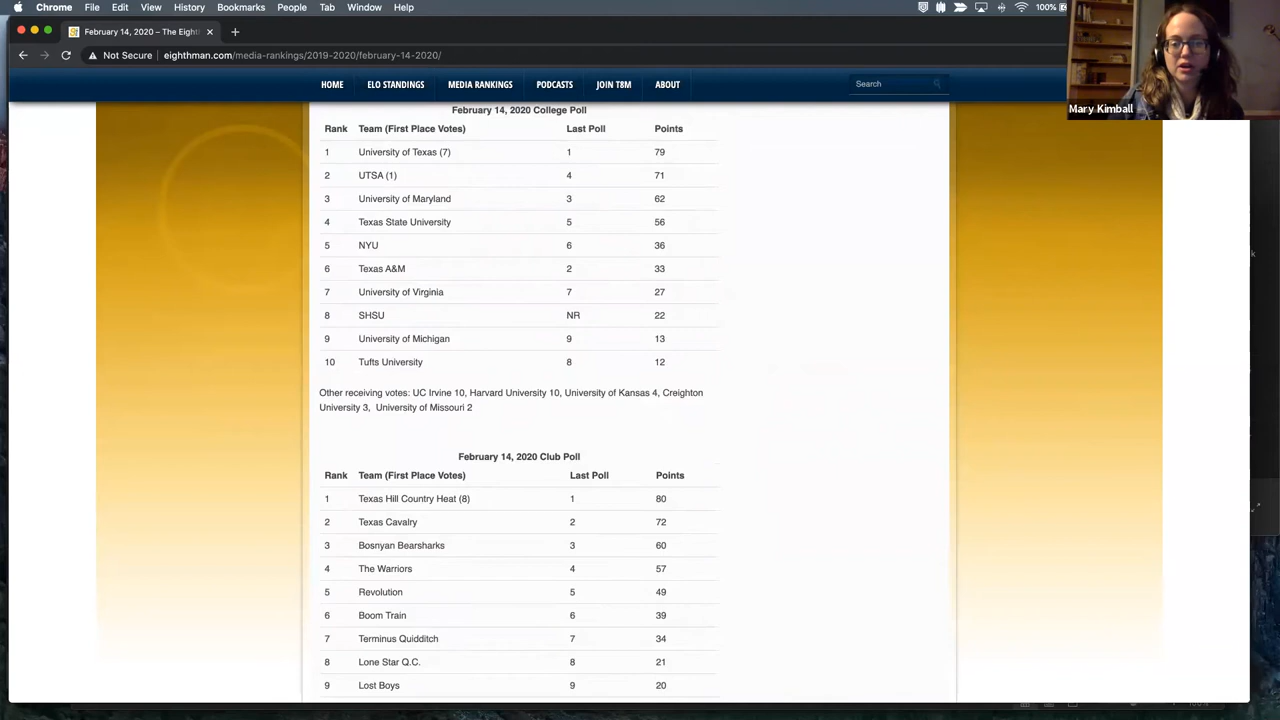 Chrome File Edit View History Bookmarks People Tab Window Help 100%
February 14, 2020 – The Eight
Not Secure eighthman.com/media-rankings/2019-2020/february-14-2020/
HOME ELO STANDINGS MEDIA RANKINGS PODCASTS JOIN T8M ABOUT Search
Mary Kimball
February 14, 2020 College Poll
Rank Team (First Place Votes) Last Poll Points
1 University of Texas (7) 1 79
2 UTSA (1) 4 71
3 University of Maryland 3 62
4 Texas State University 5 56
5 NYU 6 36
6 Texas A&M 2 33
7 University of Virginia 7 27
8 SHSU NR 22
9 University of Michigan 9 13
10 Tufts University 8 12
Other receiving votes: UC Irvine 10, Harvard University 10, University of Kansas 4, Creighton
University 3, University of Missouri 2
February 14, 2020 Club Poll
Rank Team (First Place Votes) Last Poll Points
1 Texas Hill Country Heat (8) 1 80
2 Texas Cavalry 2 72
3 Bosnyan Bearsharks 3 60
4 The Warriors 4 57
5 Revolution 5 49
6 Boom Train 6 39
7 Terminus Quidditch 7 34
8 Lone Star Q.C. 8 21
9 Lost Boys 9 20